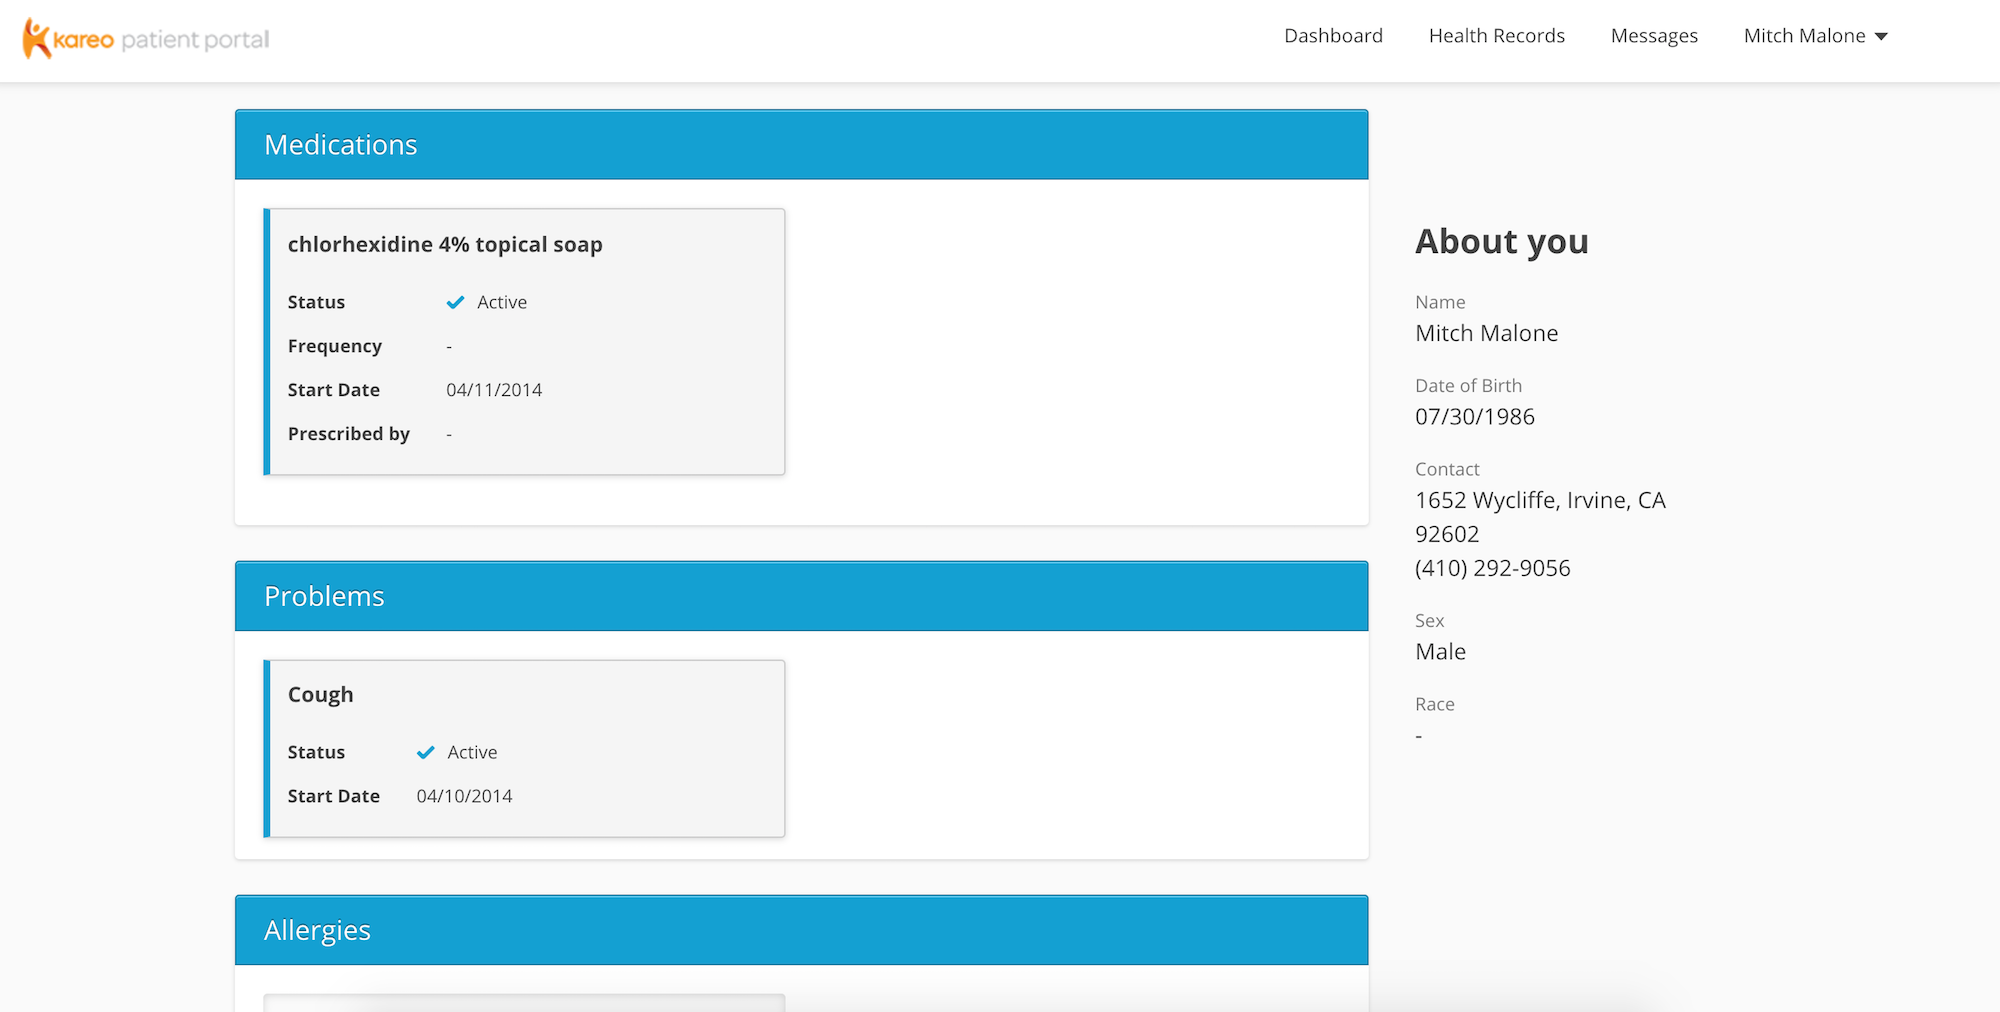 kareo patient portal
Dashboard
Health Records
Messages
Mitch Malone
Medications
chlorhexidine 4% topical soap
Status Active
Frequency -
Start Date 04/11/2014
Prescribed by -
Problems
Cough
Status Active
Start Date 04/10/2014
Allergies
About you
Name
Mitch Malone
Date of Birth
07/30/1986
Contact
1652 Wycliffe, Irvine, CA
92602
(410) 292-9056
Sex
Male
Race
-